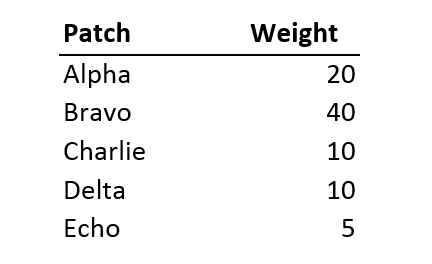 Patch Weight
Alpha 20
Bravo 40
Charlie 10
Delta 10
Echo 5